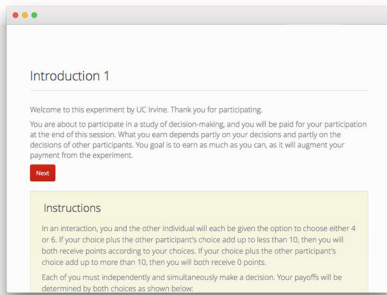 Introduction 1
Welcome to this experiment by UC Irvine. Thank you for participating.
You are about to participate in a study of decision-making, and you will be paid for your participation
at the end of this session. What you earn depends partly on your decisions and partly on the
decisions of other participants. You goal is to earn as much as you can, as it will augment your
payment from the experiment.
Next
Instructions
In an interaction, you and the other individual will each be given the option to choose either 4
or 6. If your choice plus the other participant's choice add up to less than 10, then you will
both receive points according to your choices. If your choice plus the other participant's
choice add up to more than 10, then you will both receive 0 points.
Each of you must independently and simultaneously make a decision. Your payoffs will be
determined by both choices as shown below: